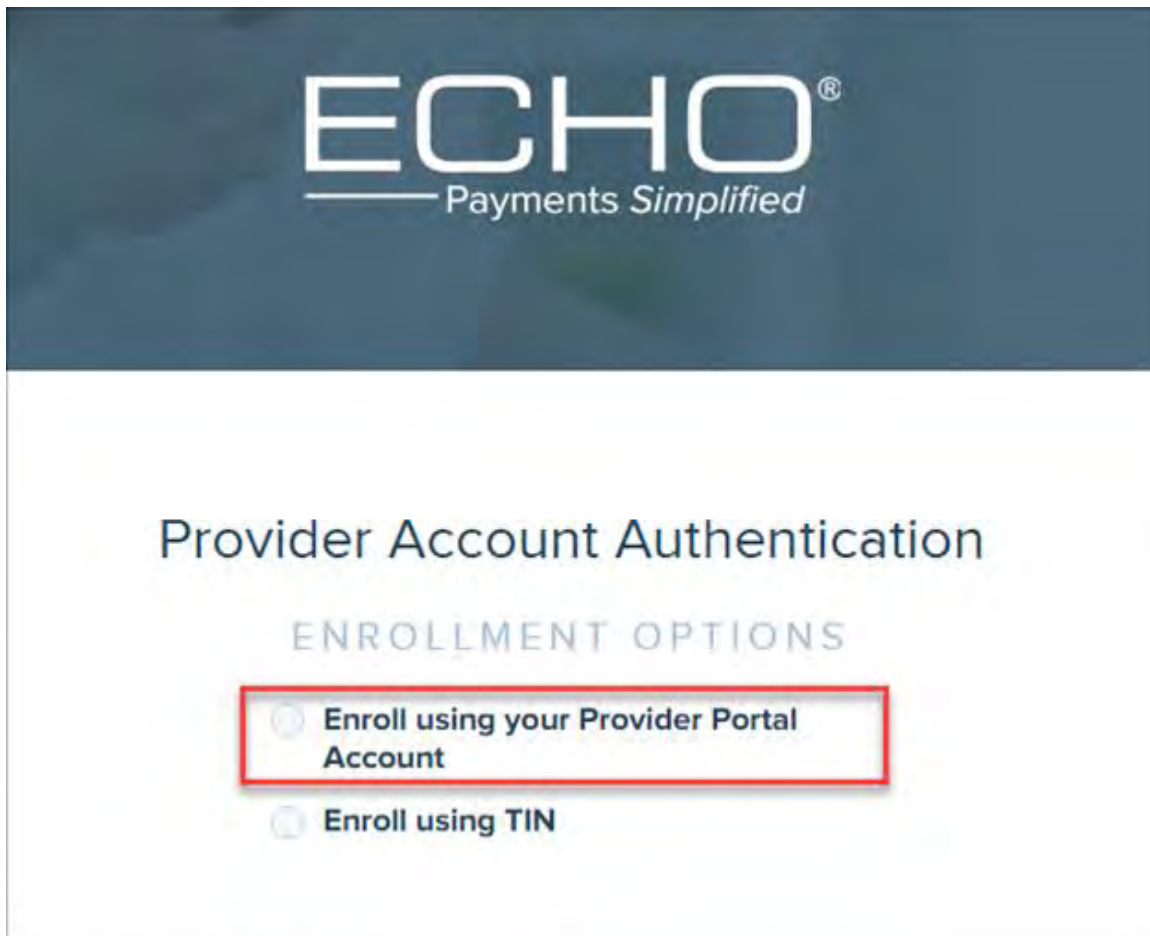 ECHO®
Payments Simplified
Provider Account Authentication
ENROLLMENT OPTIONS
Enroll using your Provider Portal
Account
Enroll using TIN